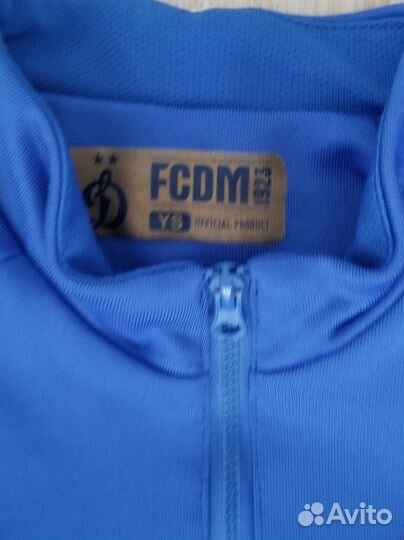 FCDM
1923
YS OFFICIAL PRODUCT
Avito